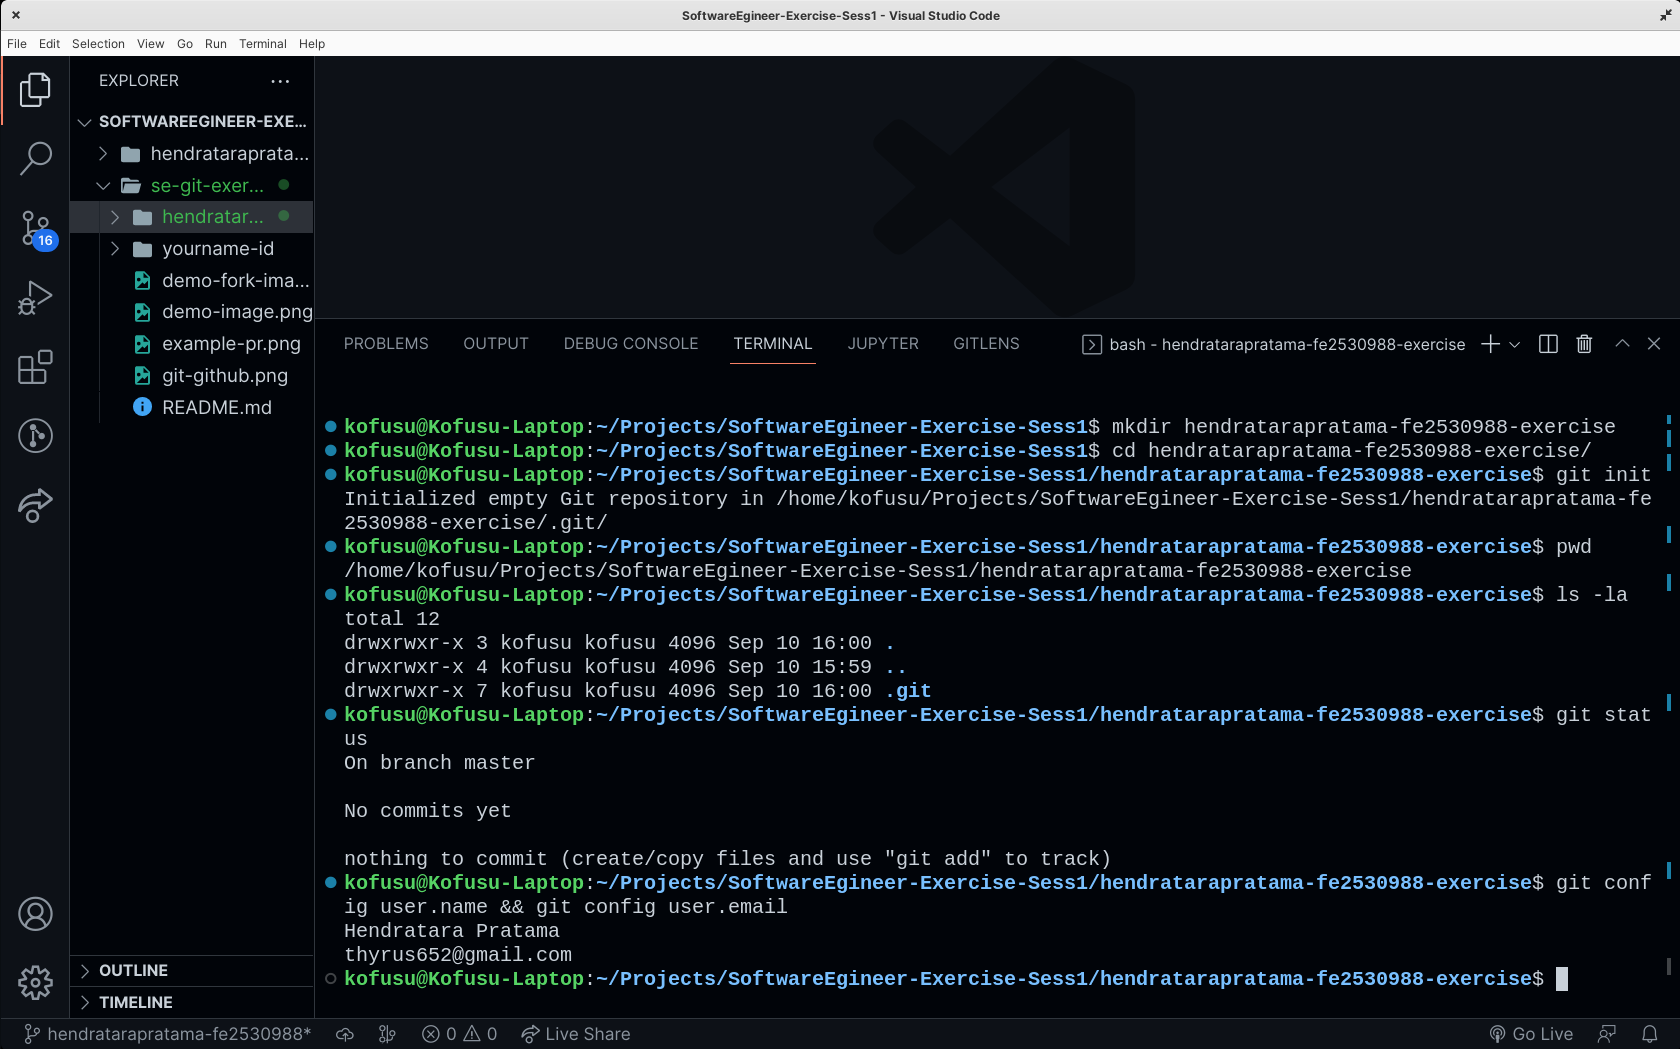 SoftwareEgineer-Exercise-Sess1 - Visual Studio Code
File Edit Selection View Go Run Terminal Help
EXPLORER
SOFTWAREEGINEER-EXE...
hendrataraprata...
se-git-exer...
hendratar...
yourname-id
demo-fork-ima...
demo-image.png
example-pr.png
git-github.png
README.md
16
OUTLINE
TIMELINE
PROBLEMS OUTPUT DEBUG CONSOLE TERMINAL JUPYTER GITLENS
bash - hendratarapratama-fe2530988-exercise
kofusu@Kofusu-Laptop:~/Projects/SoftwareEgineer-Exercise-Sess1$ mkdir hendratarapratama-fe2530988-exercise
kofusu@Kofusu-Laptop:~/Projects/SoftwareEgineer-Exercise-Sess1$ cd hendratarapratama-fe2530988-exercise/
kofusu@Kofusu-Laptop:~/Projects/SoftwareEgineer-Exercise-Sess1/hendratarapratama-fe2530988-exercise$ git init
Initialized empty Git repository in /home/kofusu/Projects/SoftwareEgineer-Exercise-Sess1/hendratarapratama-fe
2530988-exercise/.git/
kofusu@Kofusu-Laptop:~/Projects/SoftwareEgineer-Exercise-Sess1/hendratarapratama-fe2530988-exercise$ pwd
/home/kofusu/Projects/SoftwareEgineer-Exercise-Sess1/hendratarapratama-fe2530988-exercise
kofusu@Kofusu-Laptop:~/Projects/SoftwareEgineer-Exercise-Sess1/hendratarapratama-fe2530988-exercise$ ls -la
total 12
drwxrwxr-x 3 kofusu kofusu 4096 Sep 10 16:00 .
drwxrwxr-x 4 kofusu kofusu 4096 Sep 10 15:59 ..
drwxrwxr-x 7 kofusu kofusu 4096 Sep 10 16:00 .git
kofusu@Kofusu-Laptop:~/Projects/SoftwareEgineer-Exercise-Sess1/hendratarapratama-fe2530988-exercise$ git stat
us
On branch master
No commits yet
nothing to commit (create/copy files and use "git add" to track)
kofusu@Kofusu-Laptop:~/Projects/SoftwareEgineer-Exercise-Sess1/hendratarapratama-fe2530988-exercise$ git conf
ig user.name && git config user.email
Hendratara Pratama
thyrus652@gmail.com
kofusu@Kofusu-Laptop:~/Projects/SoftwareEgineer-Exercise-Sess1/hendratarapratama-fe2530988-exercise$
hendratarapratama-fe2530988* 0 0 Live Share Go Live